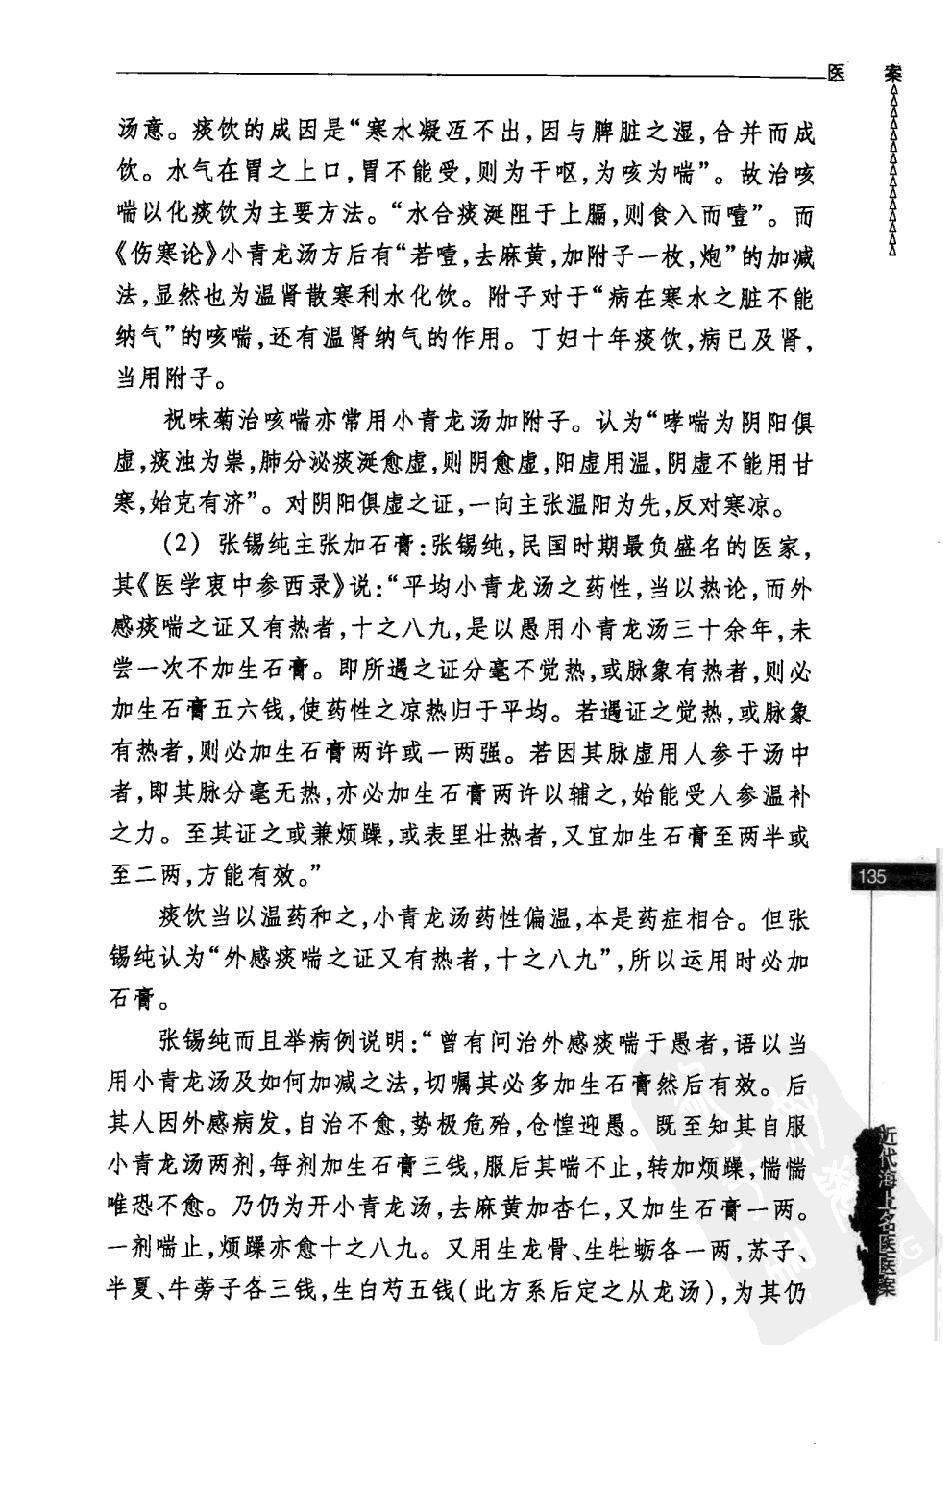 医 案
汤意。痰饮的成因是“寒水凝冱不出，因与脾脏之湿，合并而成
饮。水气在胃之上口，胃不能受，则为干呕，为咳为喘”。故治咳
喘以化痰饮为主要方法。“水合痰涎阻于上膈，则食入而噎”。而
《伤寒论》小青龙汤方后有“若噎，去麻黄，加附子一枚，炮”的加减
法，显然也为温肾散寒利水化饮。附子对于“病在寒水之脏不能
纳气”的咳喘，还有温肾纳气的作用。丁妇十年痰饮，病已及肾，
当用附子。
祝味菊治咳喘亦常用小青龙汤加附子。认为“哮喘为阴阳俱
虚，痰浊为祟，肺分泌痰涎愈虚，则阴愈虚，阳虚用温，阴虚不能用甘
寒，始克有济”。对阴阳俱虚之证，一向主张温阳为先，反对寒凉。
(2) 张锡纯主张加石膏：张锡纯，民国时期最负盛名的医家，
其《医学衷中参西录》说：“平均小青龙汤之药性，当以热论，而外
感痰喘之证又有热者，十之八九，是以愚用小青龙汤三十余年，未
尝一次不加生石膏。即所遇之证分毫不觉热，或脉象有热者，则必
加生石膏五六钱，使药性之凉热归于平均。若遇证之觉热，或脉象
有热者，则必加生石膏两许或一两强。若因其脉虚用人参于汤中
者，即其脉分毫无热，亦必加生石膏两许以辅之，始能受人参温补
之力。至其证之或兼烦躁，或表里壮热者，又宜加生石膏至两半或
至二两，方能有效。”
痰饮当以温药和之，小青龙汤药性偏温，本是药症相合。但张
锡纯认为“外感痰喘之证又有热者，十之八九”，所以运用时必加
石膏。
张锡纯而且举病例说明：“曾有问治外感痰喘于愚者，语以当
用小青龙汤及如何加减之法，切嘱其必多加生石膏然后有效。后
其人因外感病发，自治不愈，势极危殆，仓惶迎愚。既至知其自服
小青龙汤两剂，每剂加生石膏三钱，服后其喘不止，转加烦躁，惴惴
唯恐不愈。乃仍为开小青龙汤，去麻黄加杏仁，又加生石膏一两。
一剂喘止，烦躁亦愈十之八九。又用生龙骨、生牡蛎各一两，苏子、
半夏、牛蒡子各三钱，生白芍五钱（此方系后定之从龙汤），为其仍
135
近代海上名医医案